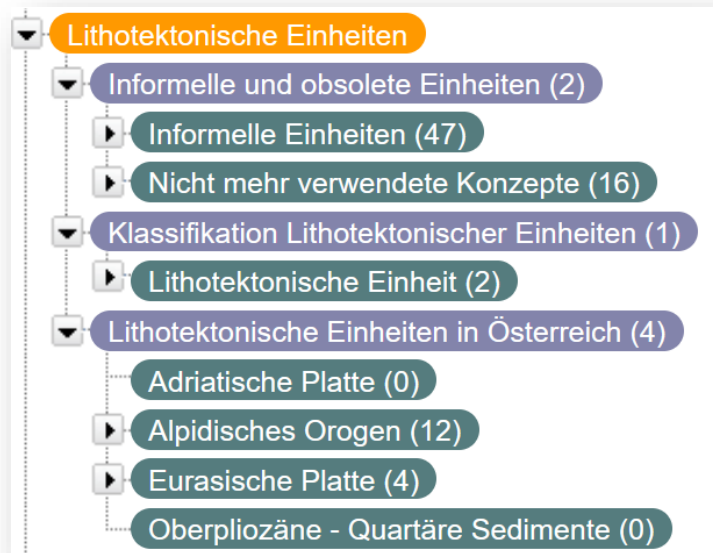 Lithotektonische Einheiten
Informelle und obsolete Einheiten (2)
Informelle Einheiten (47)
Nicht mehr verwendete Konzepte (16)
Klassifikation Lithotektonischer Einheiten (1)
Lithotektonische Einheit (2)
Lithotektonische Einheiten in Österreich (4)
Adriatische Platte (0)
Alpidisches Orogen (12)
Eurasische Platte (4)
Oberpliozäne - Quartäre Sedimente (0)